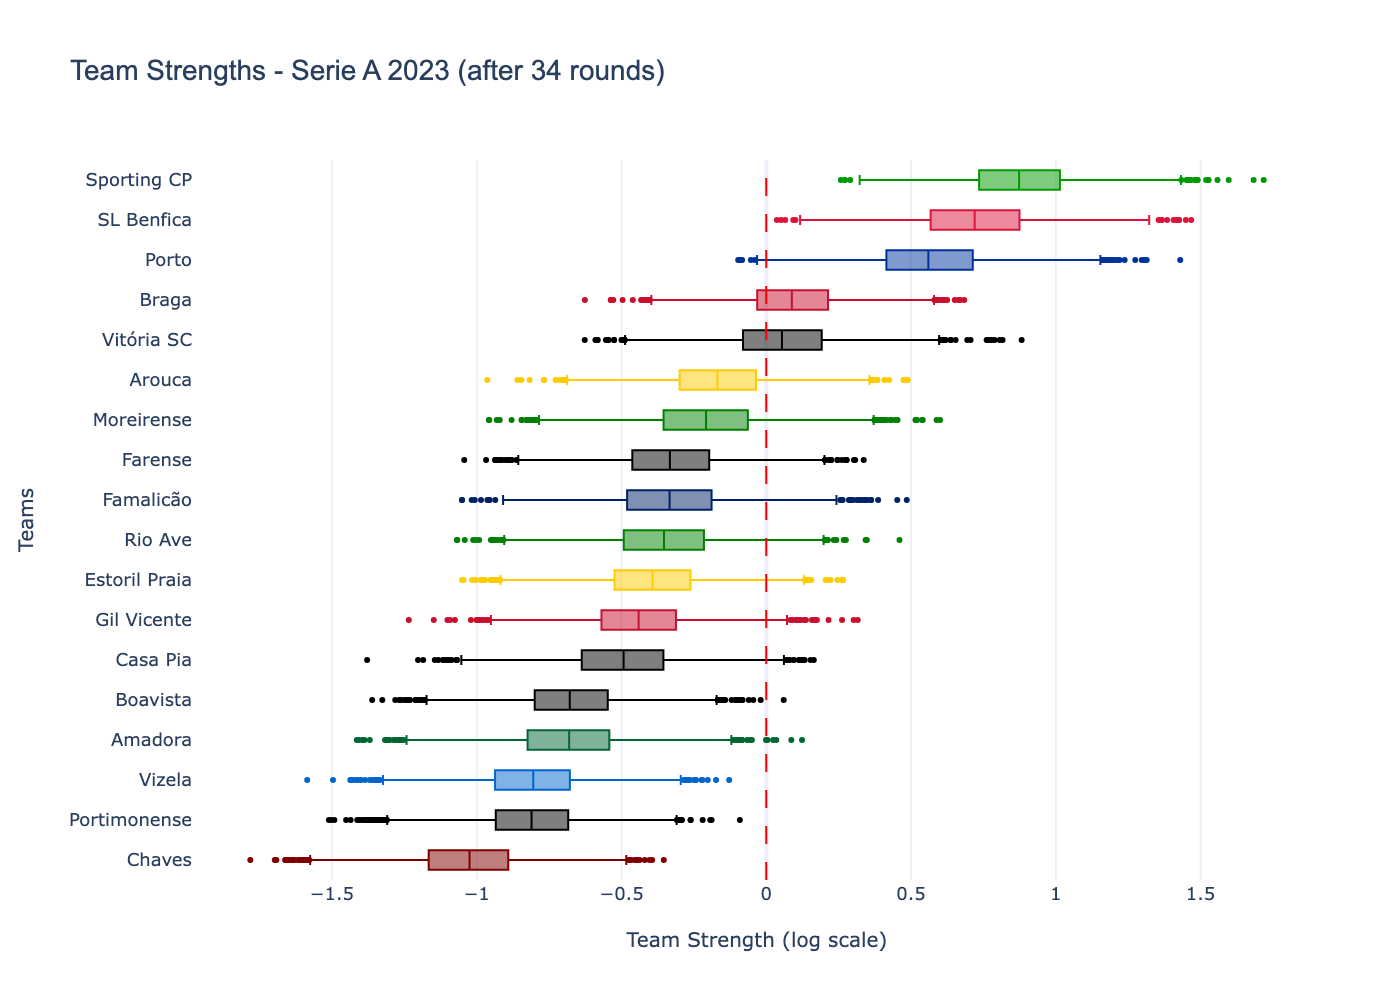 Team Strengths - Serie A 2023 (after 34 rounds)
Sporting CP
SL Benfica
Porto
Braga
Vitória SC
Arouca
Moreirense
Farense
Famalicão
Rio Ave
Estoril Praia
Gil Vicente
Casa Pia
Boavista
Amadora
Vizela
Portimonense
Chaves
Teams
−1.5 −1 −0.5 0 0.5 1 1.5
Team Strength (log scale)